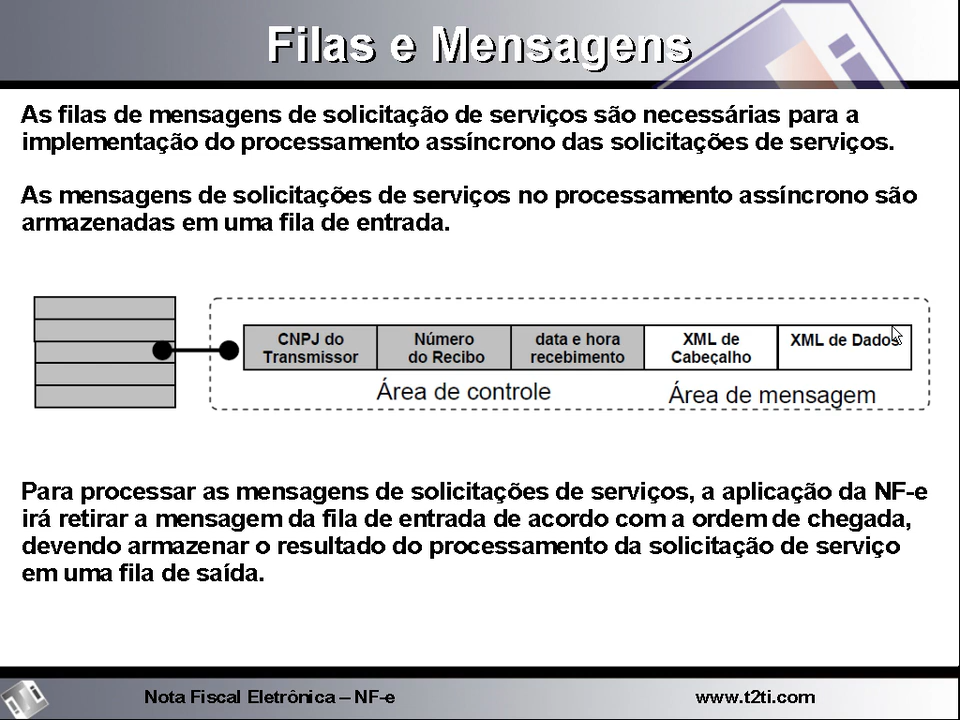 Filas e Mensagens
As filas de mensagens de solicitação de serviços são necessárias para a
implementação do processamento assíncrono das solicitações de serviços.
As mensagens de solicitações de serviços no processamento assíncrono são
armazenadas em uma fila de entrada.
CNPJ do
Transmissor
Número
do Recibo
data e hora
recebimento
XML de
Cabeçalho
XML de Dados
Área de controle
Área de mensagem
Para processar as mensagens de solicitações de serviços, a aplicação da NF-e
irá retirar a mensagem da fila de entrada de acordo com a ordem de chegada,
devendo armazenar o resultado do processamento da solicitação de serviço
em uma fila de saída.
Nota Fiscal Eletrônica – NF-e
www.t2ti.com